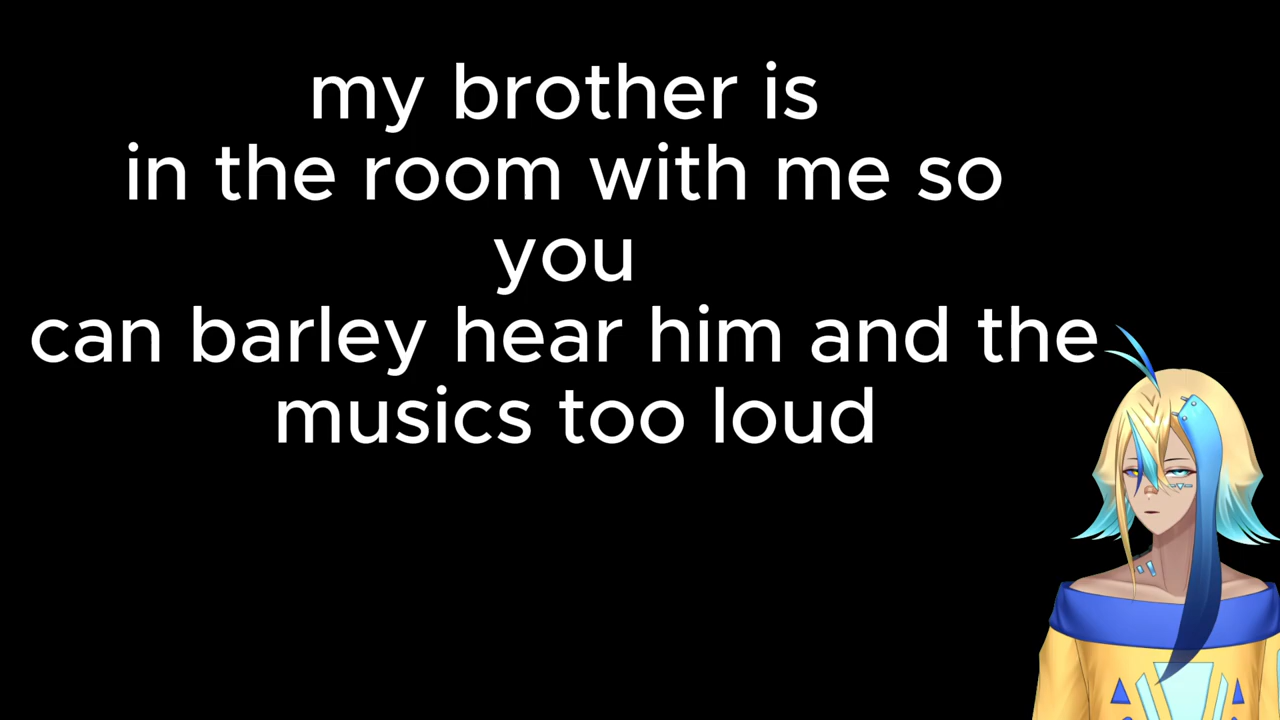 my brother is
in the room with me so
you
can barley hear him and the
musics too loud